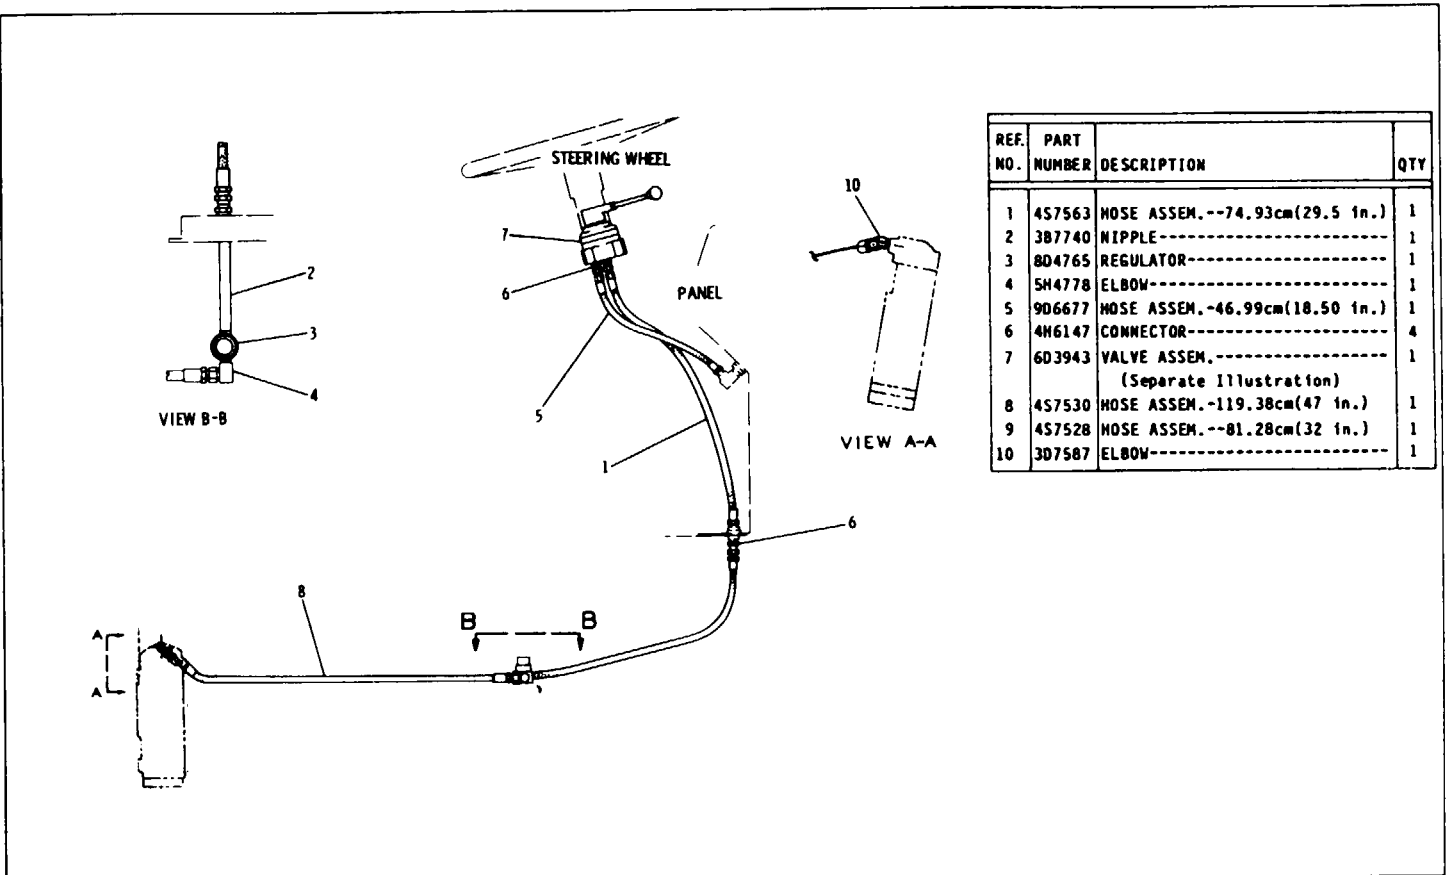 STEERING WHEEL
7
6
PANEL
5
1
6
2
3
4
VIEW B-B
10
VIEW A-A
8
B B
A
A
REF. NO. PART NUMBER DESCRIPTION QTY
1 4S7563 HOSE ASSEM.--74.93cm(29.5 in.) 1
2 3B7740 NIPPLE------------------------- 1
3 8D4765 REGULATOR---------------------- 1
4 5H4778 ELBOW-------------------------- 1
5 9D6677 HOSE ASSEM.-46.99cm(18.50 in.) 1
6 4H6147 CONNECTOR---------------------- 4
7 6D3943 VALVE ASSEM.------------------- 1
(Separate Illustration)
8 4S7530 HOSE ASSEM.-119.38cm(47 in.) 1
9 4S7528 HOSE ASSEM.--81.28cm(32 in.) 1
10 3D7587 ELBOW-------------------------- 1